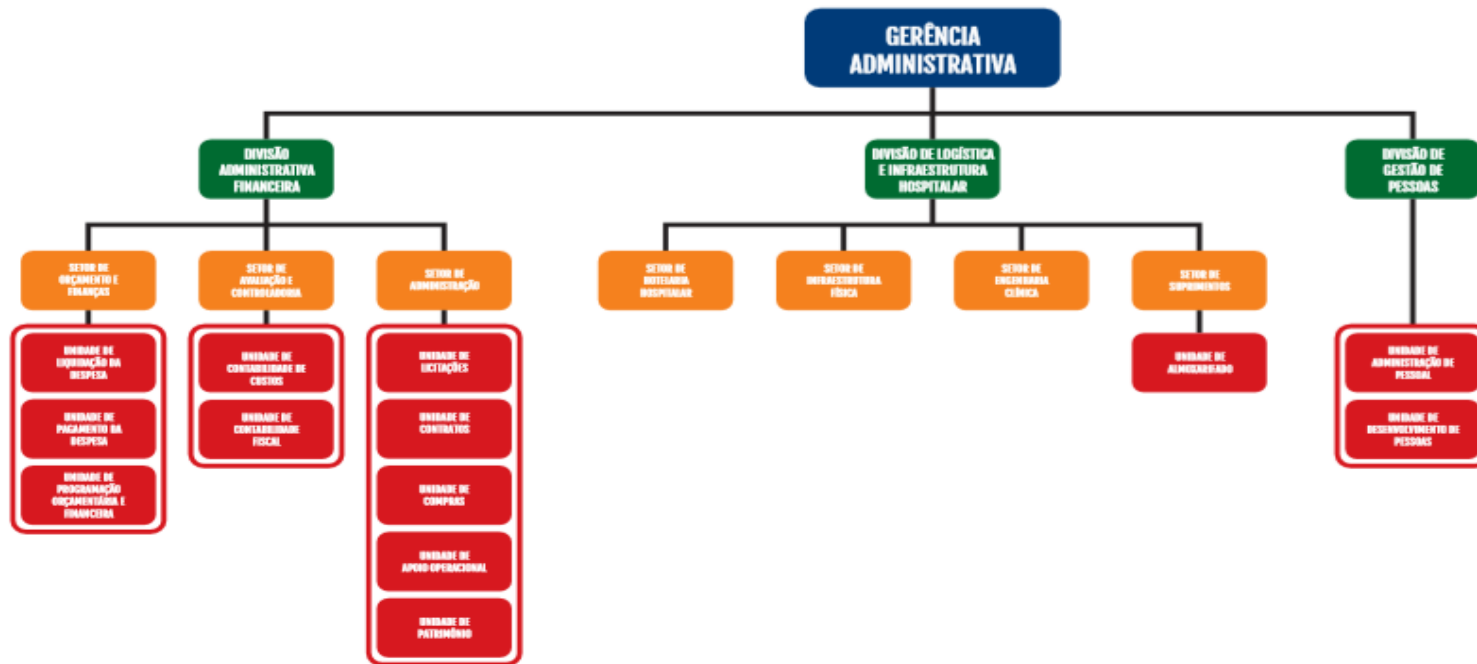 GERÊNCIA
ADMINISTRATIVA
DIVISÃO
ADMINISTRATIVA
FINANCEIRA
DIVISÃO DE LOGÍSTICA
E INFRAESTRUTURA
HOSPITALAR
DIVISÃO DE
GESTÃO DE
PESSOAS
SETOR DE
ORÇAMENTO E
FINANÇAS
SETOR DE
AVALIAÇÃO E
CONTROLADORIA
SETOR DE
ADMINISTRAÇÃO
SETOR DE
HOTELARIA
HOSPITALAR
SETOR DE
INFRAESTRUTURA
FÍSICA
SETOR DE
ENGENHARIA
CLÍNICA
SETOR DE
SUPRIMENTOS
UNIDADE DE
LIQUIDAÇÃO DA
DESPESA
UNIDADE DE
PAGAMENTO DA
DESPESA
UNIDADE DE
PROGRAMAÇÃO
ORÇAMENTÁRIA E
FINANCEIRA
UNIDADE DE
CONTABILIDADE DE
CUSTOS
UNIDADE DE
CONTABILIDADE
FISCAL
UNIDADE DE
LICITAÇÕES
UNIDADE DE
CONTRATOS
UNIDADE DE
COMPRAS
UNIDADE DE
APOIO OPERACIONAL
UNIDADE DE
PATRIMÔNIO
UNIDADE DE
ALMOXARIFADO
UNIDADE DE
ADMINISTRAÇÃO DE
PESSOAL
UNIDADE DE
DESENVOLVIMENTO DE
PESSOAS